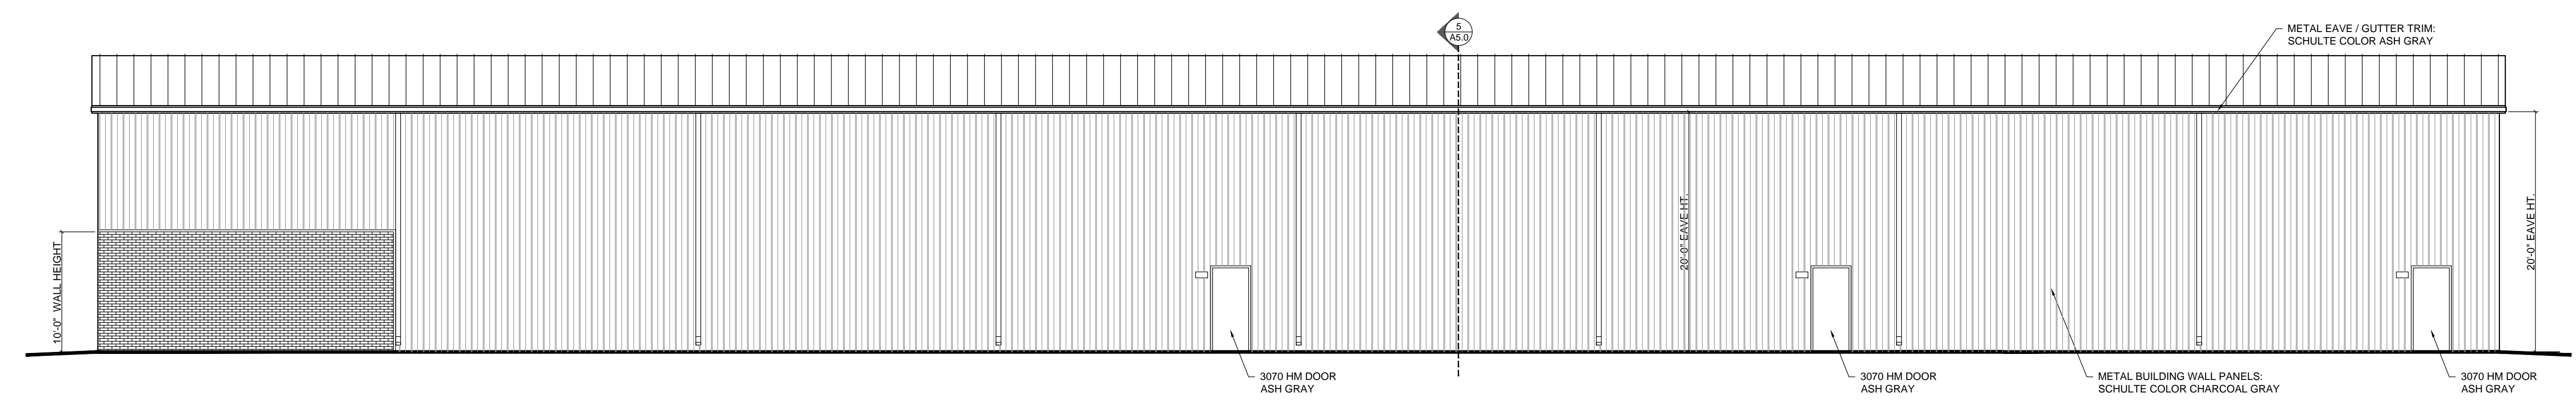 5
A5.0
METAL EAVE / GUTTER TRIM:
SCHULTE COLOR ASH GRAY
10'-0" WALL HEIGHT
20'-0" EAVE HT.
20'-0" EAVE HT.
3070 HM DOOR
ASH GRAY
3070 HM DOOR
ASH GRAY
METAL BUILDING WALL PANELS:
SCHULTE COLOR CHARCOAL GRAY
3070 HM DOOR
ASH GRAY